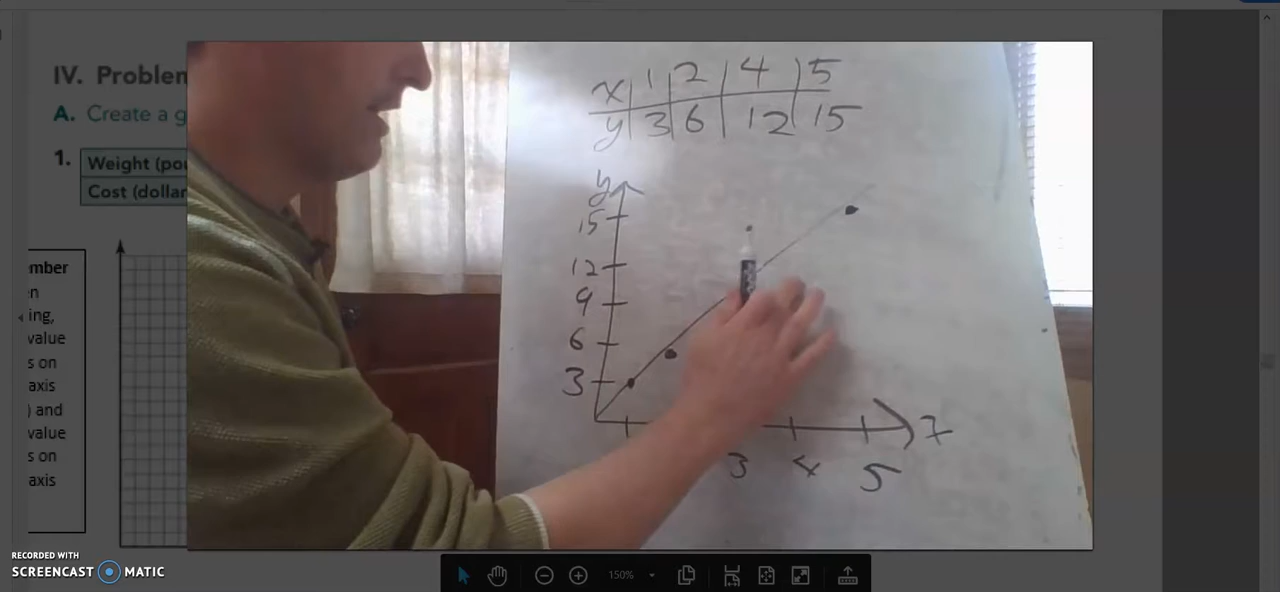 IV. Problem
A. Create a g
1. Weight (pou
Cost (dollar
x 1 2 4 5
y 3 6 12 15
y
15
12
9
6
3
3 4 5
mber
n
ing,
value
s on
axis
) and
value
s on
axis
RECORDED WITH
SCREENCAST MATIC
150%